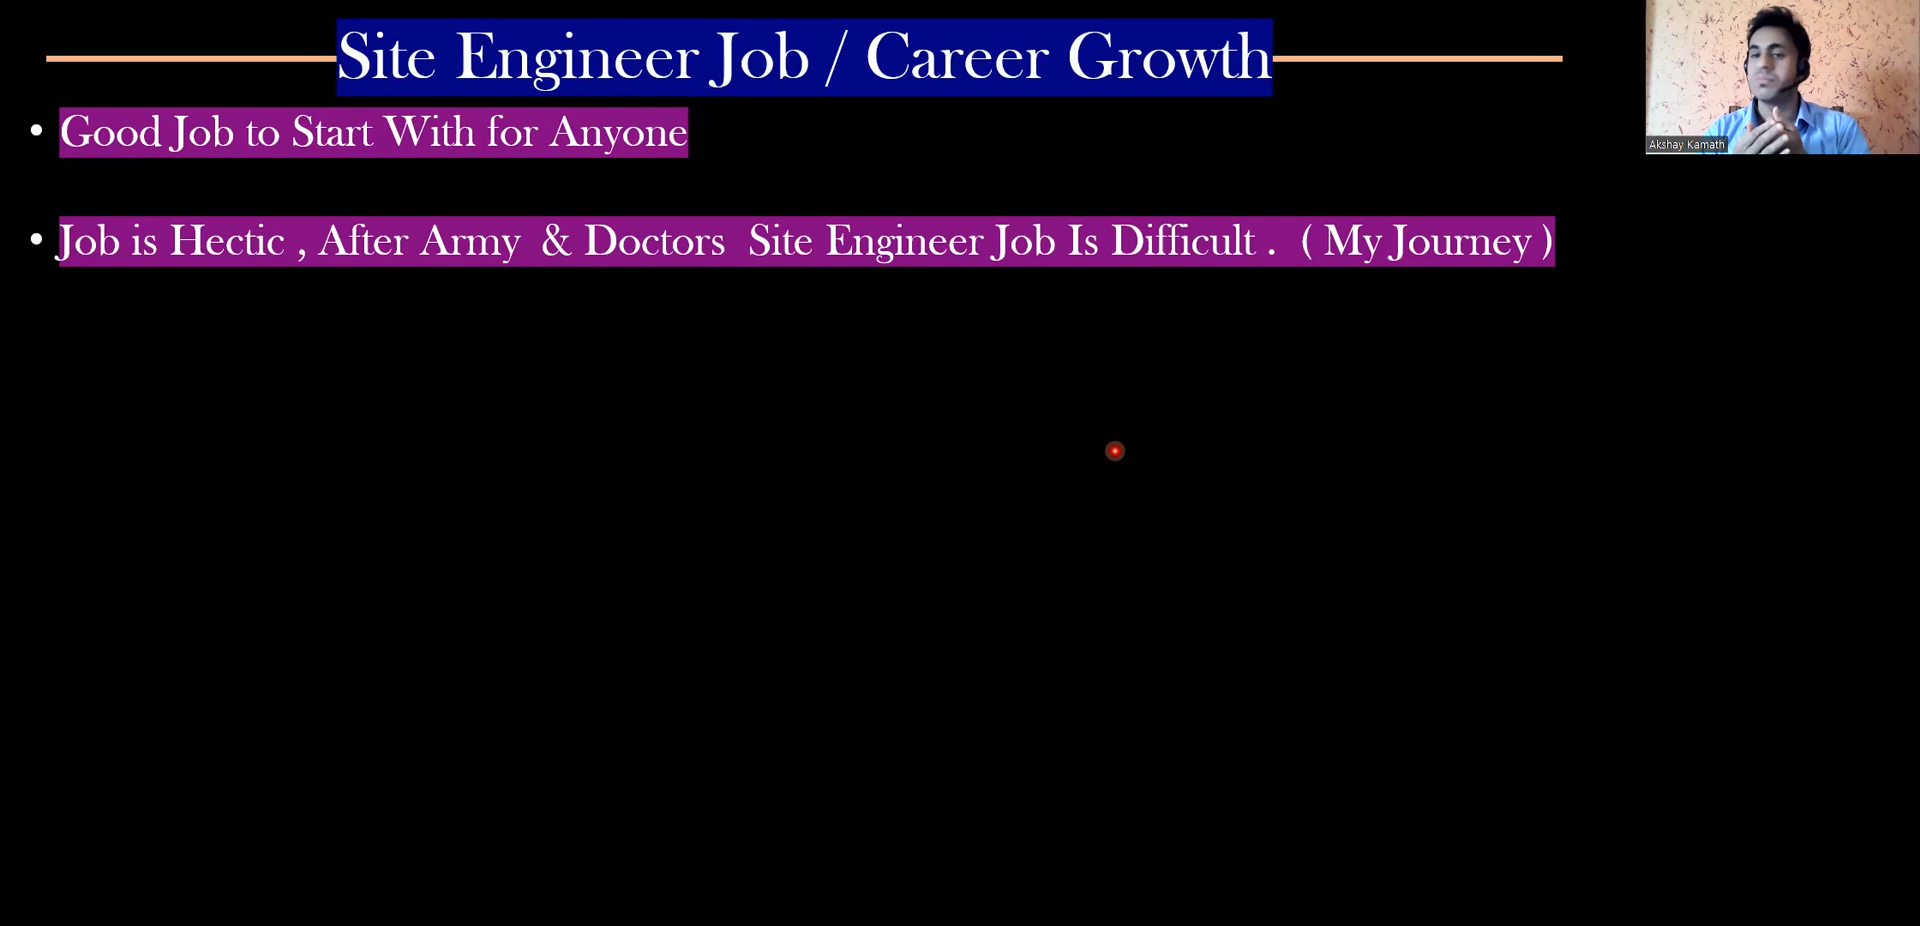 Site Engineer Job / Career Growth
• Good Job to Start With for Anyone
• Job is Hectic , After Army & Doctors Site Engineer Job Is Difficult . ( My Journey )
Akshay Kamath